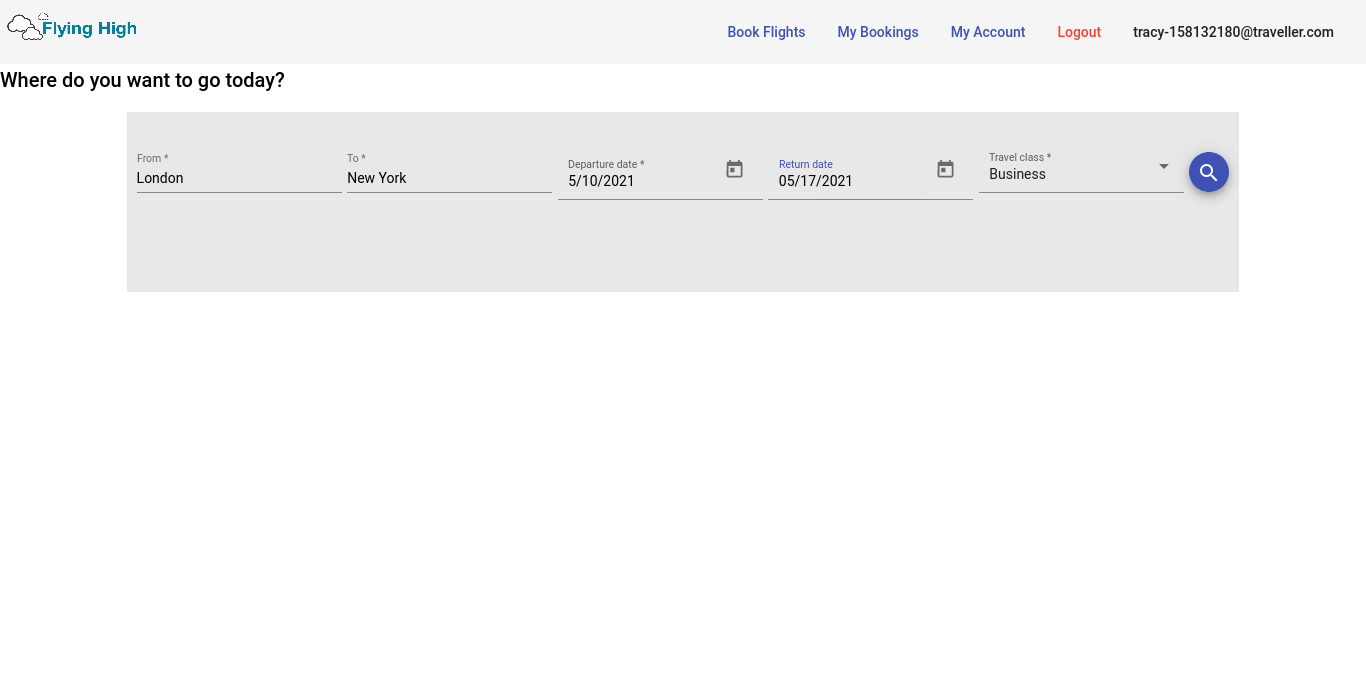 Flying High
Book Flights My Bookings My Account Logout tracy-158132180@traveller.com
Where do you want to go today?
From * To * Departure date * Return date Travel class *
London New York 5/10/2021 05/17/2021 Business